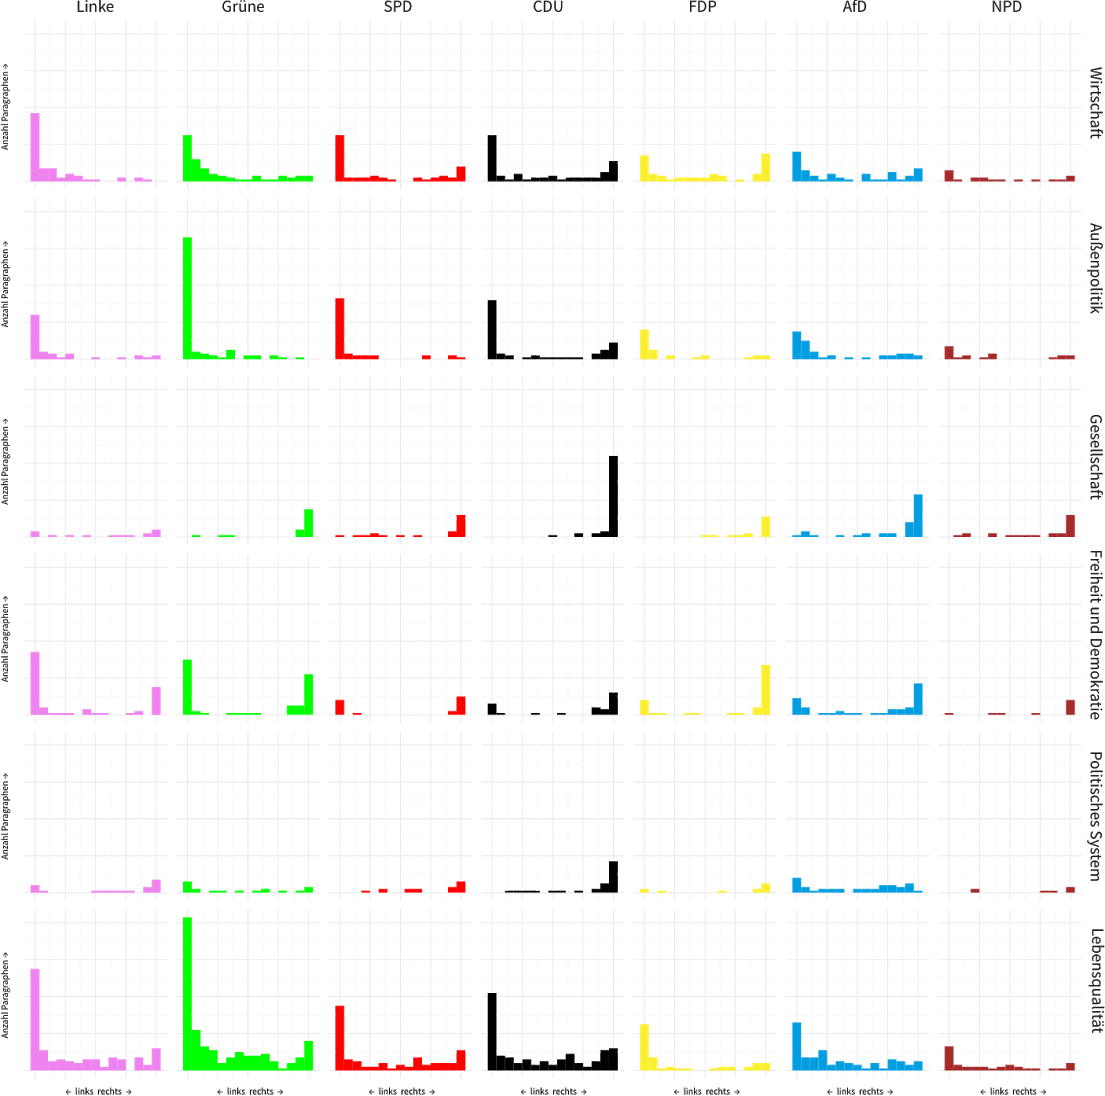 Linke Grüne SPD CDU FDP AfD NPD
Anzahl Paragraphen → Wirtschaft
Anzahl Paragraphen → Außenpolitik
Anzahl Paragraphen → Gesellschaft
Anzahl Paragraphen → Freiheit und Demokratie
Anzahl Paragraphen → Politisches System
Anzahl Paragraphen → Lebensqualität
← links rechts → ← links rechts → ← links rechts → ← links rechts → ← links rechts → ← links rechts → ← links rechts →